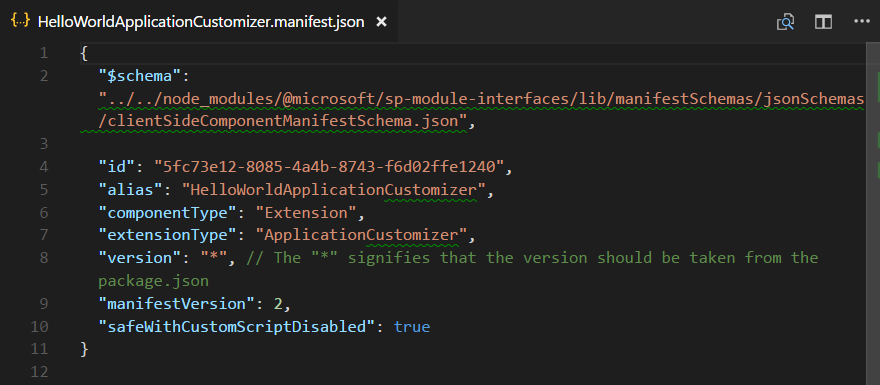 {..} HelloWorldApplicationCustomizer.manifest.json ×
1 {
2 "$schema":
"../../node_modules/@microsoft/sp-module-interfaces/lib/manifestSchemas/jsonSchemas
/clientSideComponentManifestSchema.json",
3
4 "id": "5fc73e12-8085-4a4b-8743-f6d02ffe1240",
5 "alias": "HelloWorldApplicationCustomizer",
6 "componentType": "Extension",
7 "extensionType": "ApplicationCustomizer",
8 "version": "*", // The "*" signifies that the version should be taken from the
package.json
9 "manifestVersion": 2,
10 "safeWithCustomScriptDisabled": true
11 }
12